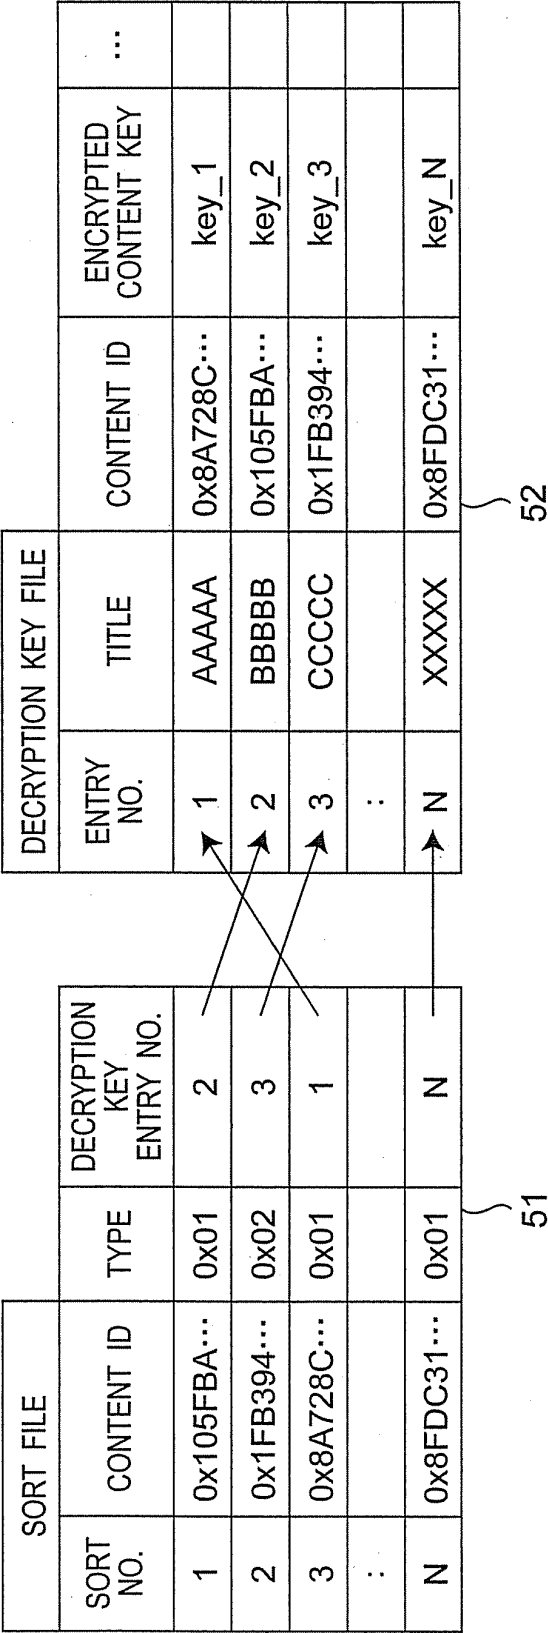 SORT FILE
SORT NO. CONTENT ID TYPE DECRYPTION KEY ENTRY NO.
1 0x105FBA··· 0x01 2
2 0x1FB394··· 0x02 3
3 0x8A728C··· 0x01 1
:
N 0x8FDC31··· 0x01 N
51
DECRYPTION KEY FILE
ENTRY NO. TITLE CONTENT ID ENCRYPTED CONTENT KEY ···
1 AAAAA 0x8A728C··· key_1
2 BBBBB 0x105FBA··· key_2
3 CCCCC 0x1FB394··· key_3
:
N XXXXX 0x8FDC31··· key_N
52